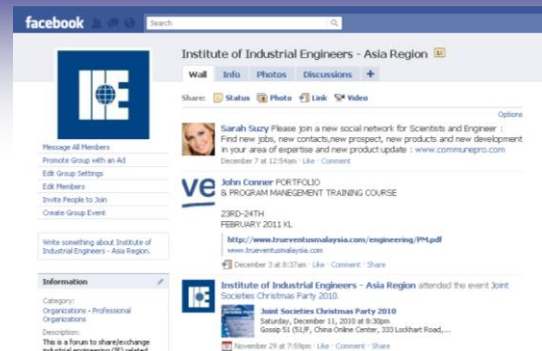 facebook
Search
Institute of Industrial Engineers - Asia Region
Wall Info Photos Discussions +
Share: Status Photo Link Video
Options
Sarah Suzy Please join a new social network for Scientists and Engineer :
Find new jobs, new contacts,new prospect, new products and new development
in your area of expertise and new product update : www.communepro.com
December 7 at 12:54am · Like · Comment
ve
John Conner PORTFOLIO
& PROGRAM MANEGEMENT TRAINING COURSE
23RD-24TH
FEBRUARY 2011 KL
http://www.trueventusmalaysia.com/engineering/PM.pdf
www.trueventusmalaysia.com
December 3 at 8:37am · Like · Comment · Share
IIE
Institute of Industrial Engineers - Asia Region attended the event Joint
Societies Christmas Party 2010.
Joint Societies Christmas Party 2010
Saturday, December 11, 2010 at 6:30pm
Gossip 51 (51/F, China Online Center, 333 Lockhart Road,...
November 29 at 7:59pm · Like · Comment · Share
IIE
Message All Members
Promote Group with an Ad
Edit Group Settings
Edit Members
Invite People to Join
Create Group Event
Write something about Institute of
Industrial Engineers - Asia Region.
Information
Category:
Organizations - Professional
Organizations
Description:
This is a forum to share/exchange
industrial engineering (IE) related